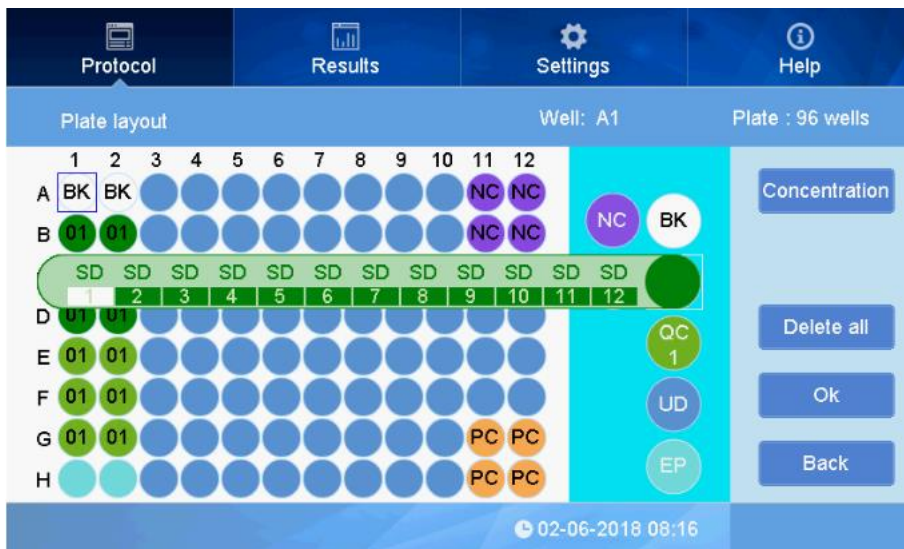 Protocol Results Settings Help
Plate layout Well: A1 Plate : 96 wells
1 2 3 4 5 6 7 8 9 10 11 12
A BK BK NC NC
Concentration
NC BK
B 01 01 NC NC
SD SD SD SD SD SD SD SD SD SD SD SD
1 2 3 4 5 6 7 8 9 10 11 12
D 01 01
Delete all
QC
1
E 01 01
F 01 01
UD
Ok
G 01 01 PC PC
EP
Back
H PC PC
02-06-2018 08:16